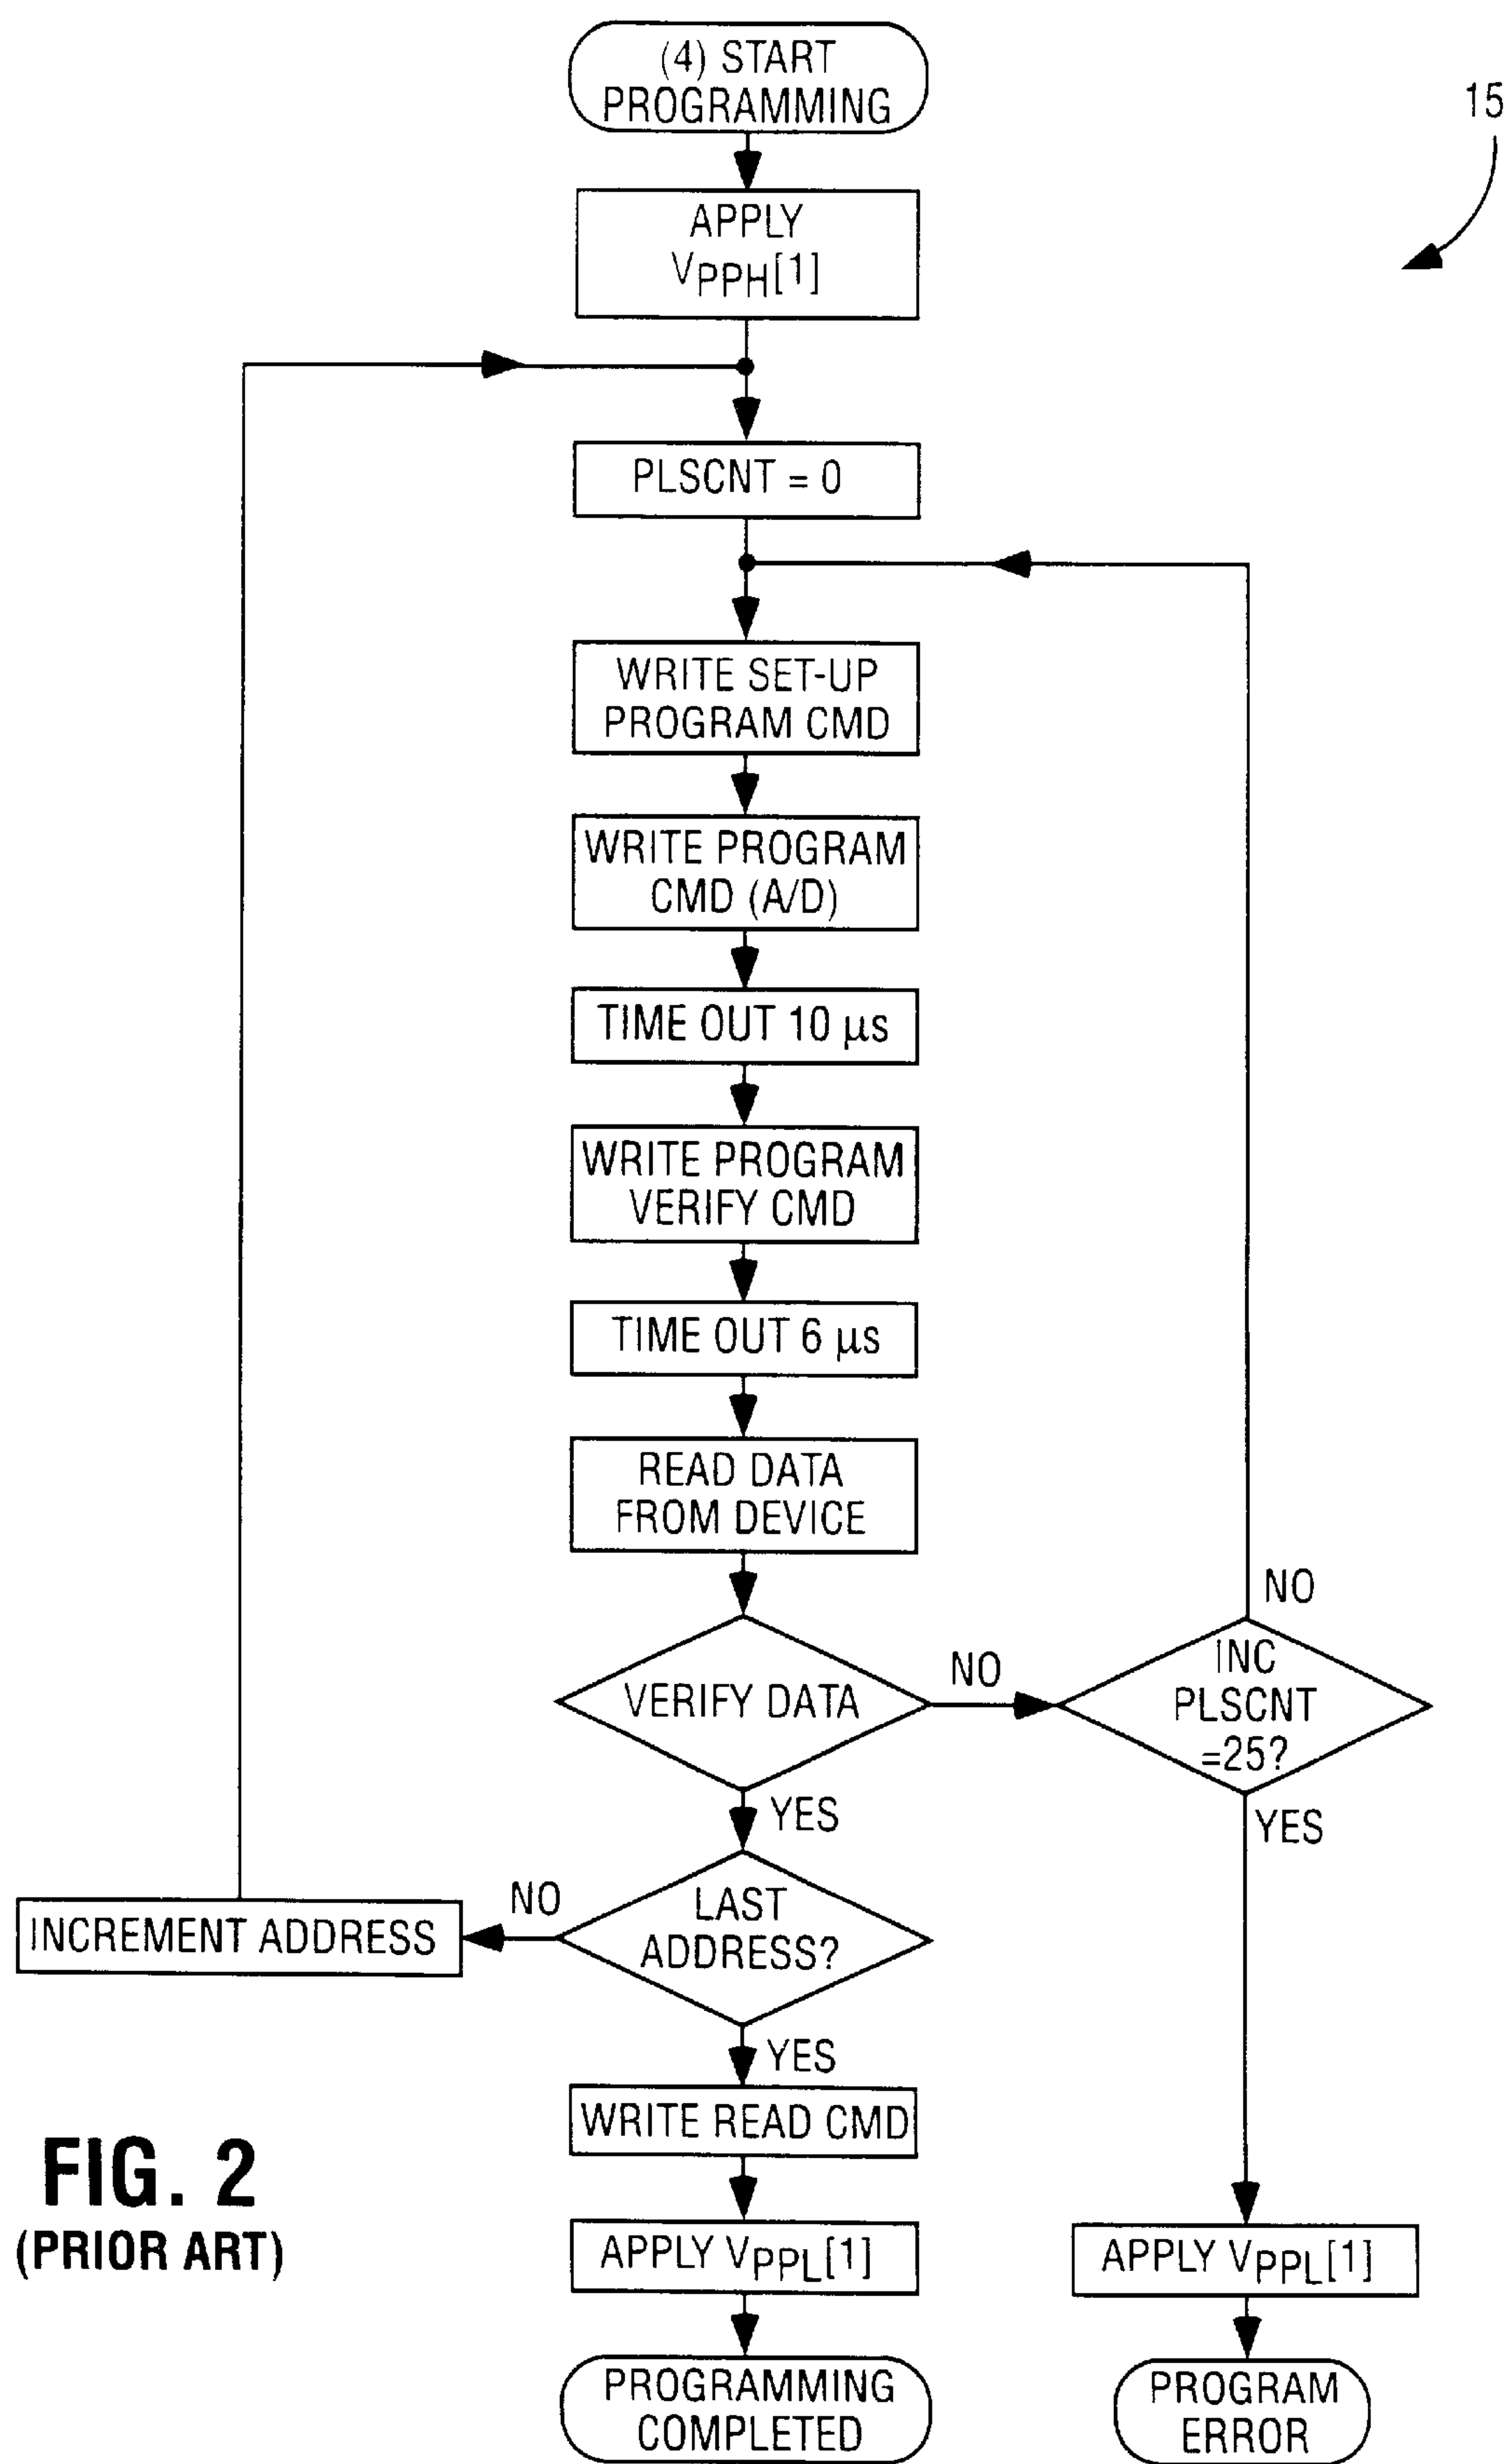 (4) START
PROGRAMMING
15
APPLY
VPPH[1]
PLSCNT = 0
WRITE SET-UP
PROGRAM CMD
WRITE PROGRAM
CMD (A/D)
TIME OUT 10 µs
WRITE PROGRAM
VERIFY CMD
TIME OUT 6 µs
READ DATA
FROM DEVICE
NO
INC
PLSCNT
=25?
NO
VERIFY DATA
YES
YES
NO
LAST
ADDRESS?
INCREMENT ADDRESS
YES
WRITE READ CMD
FIG. 2
(PRIOR ART)
APPLY VPPL[1]
APPLY VPPL[1]
PROGRAMMING
COMPLETED
PROGRAM
ERROR